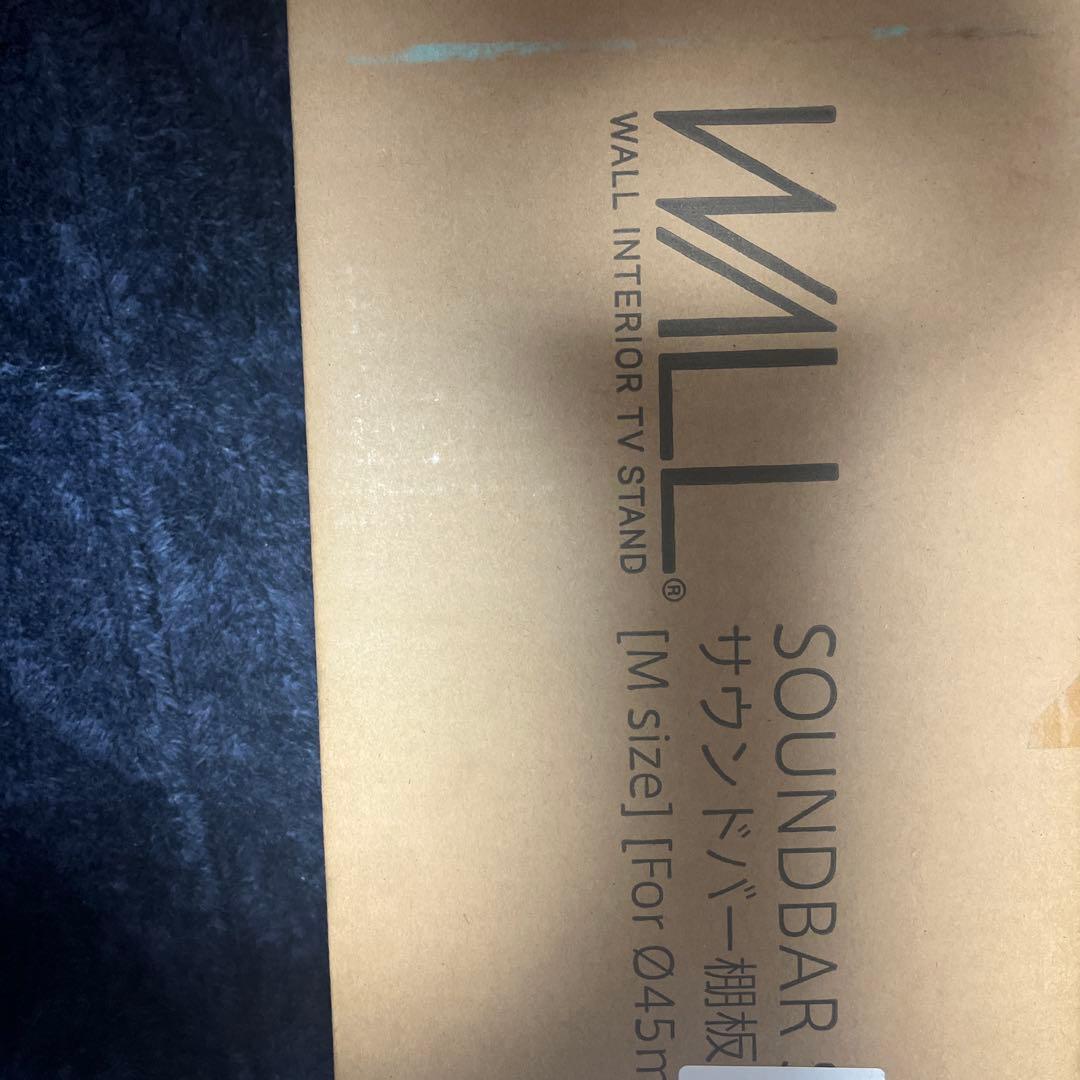 WALL®
WALL INTERIOR TV STAND
SOUNDBAR
サウンドバー棚板
[M size] [For Ø45m